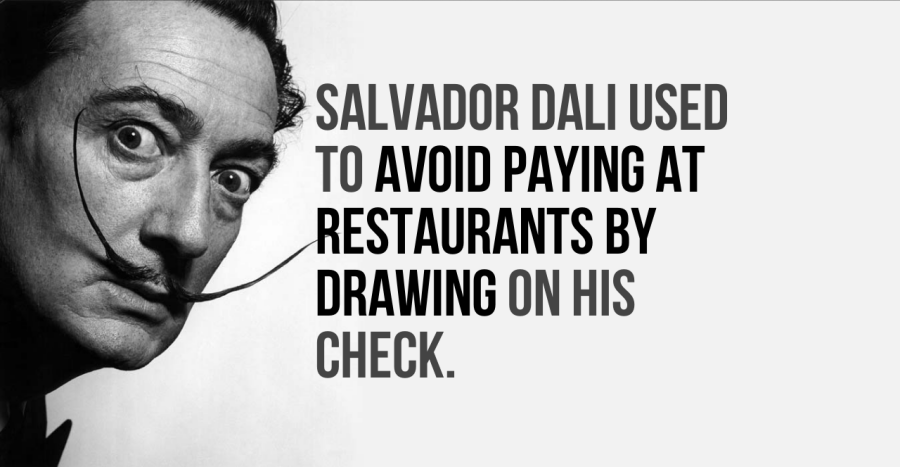 SALVADOR DALI USED
TO AVOID PAYING AT
RESTAURANTS BY
DRAWING ON HIS
CHECK.